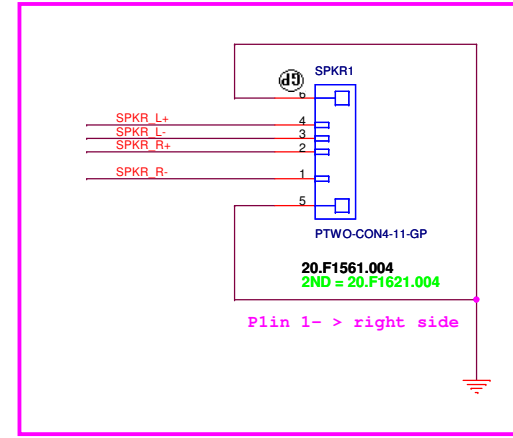 SPKR1
GP
6
SPKR_L+
4
SPKR_L-
3
SPKR_R+
2
SPKR_R-
1
5
PTWO-CON4-11-GP
20.F1561.004
2ND = 20.F1621.004
P1in 1- > right side